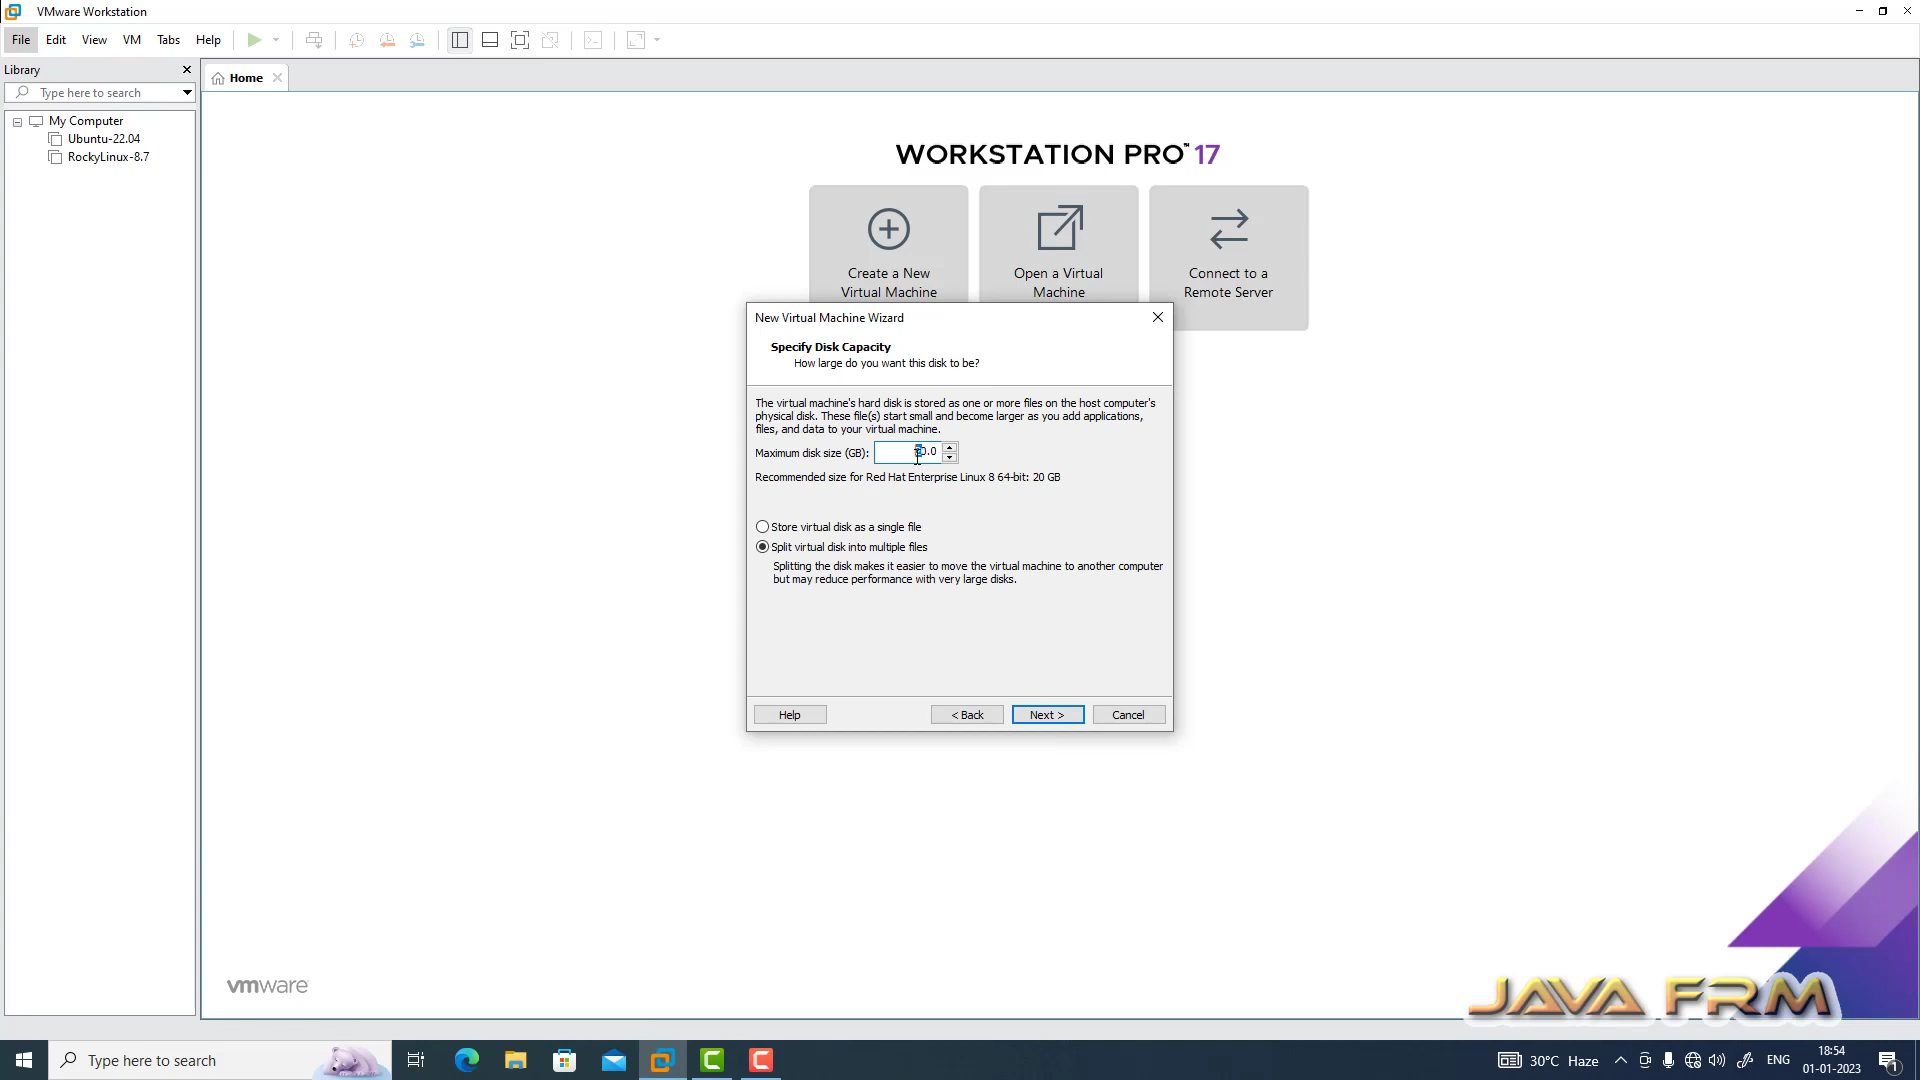 VMware Workstation
File Edit View VM Tabs Help
Library
Type here to search
Home
My Computer
Ubuntu-22.04
RockyLinux-8.7
WORKSTATION PRO™ 17
Create a New
Virtual Machine
Open a Virtual
Machine
Connect to a
Remote Server
New Virtual Machine Wizard
Specify Disk Capacity
How large do you want this disk to be?
The virtual machine's hard disk is stored as one or more files on the host computer's
physical disk. These file(s) start small and become larger as you add applications,
files, and data to your virtual machine.
Maximum disk size (GB):
Recommended size for Red Hat Enterprise Linux 8 64-bit: 20 GB
Store virtual disk as a single file
Split virtual disk into multiple files
Splitting the disk makes it easier to move the virtual machine to another computer
but may reduce performance with very large disks.
Help
< Back
Next >
Cancel
vmware
JAVA FRM
Type here to search
30°C Haze
ENG
18:54
01-01-2023
1